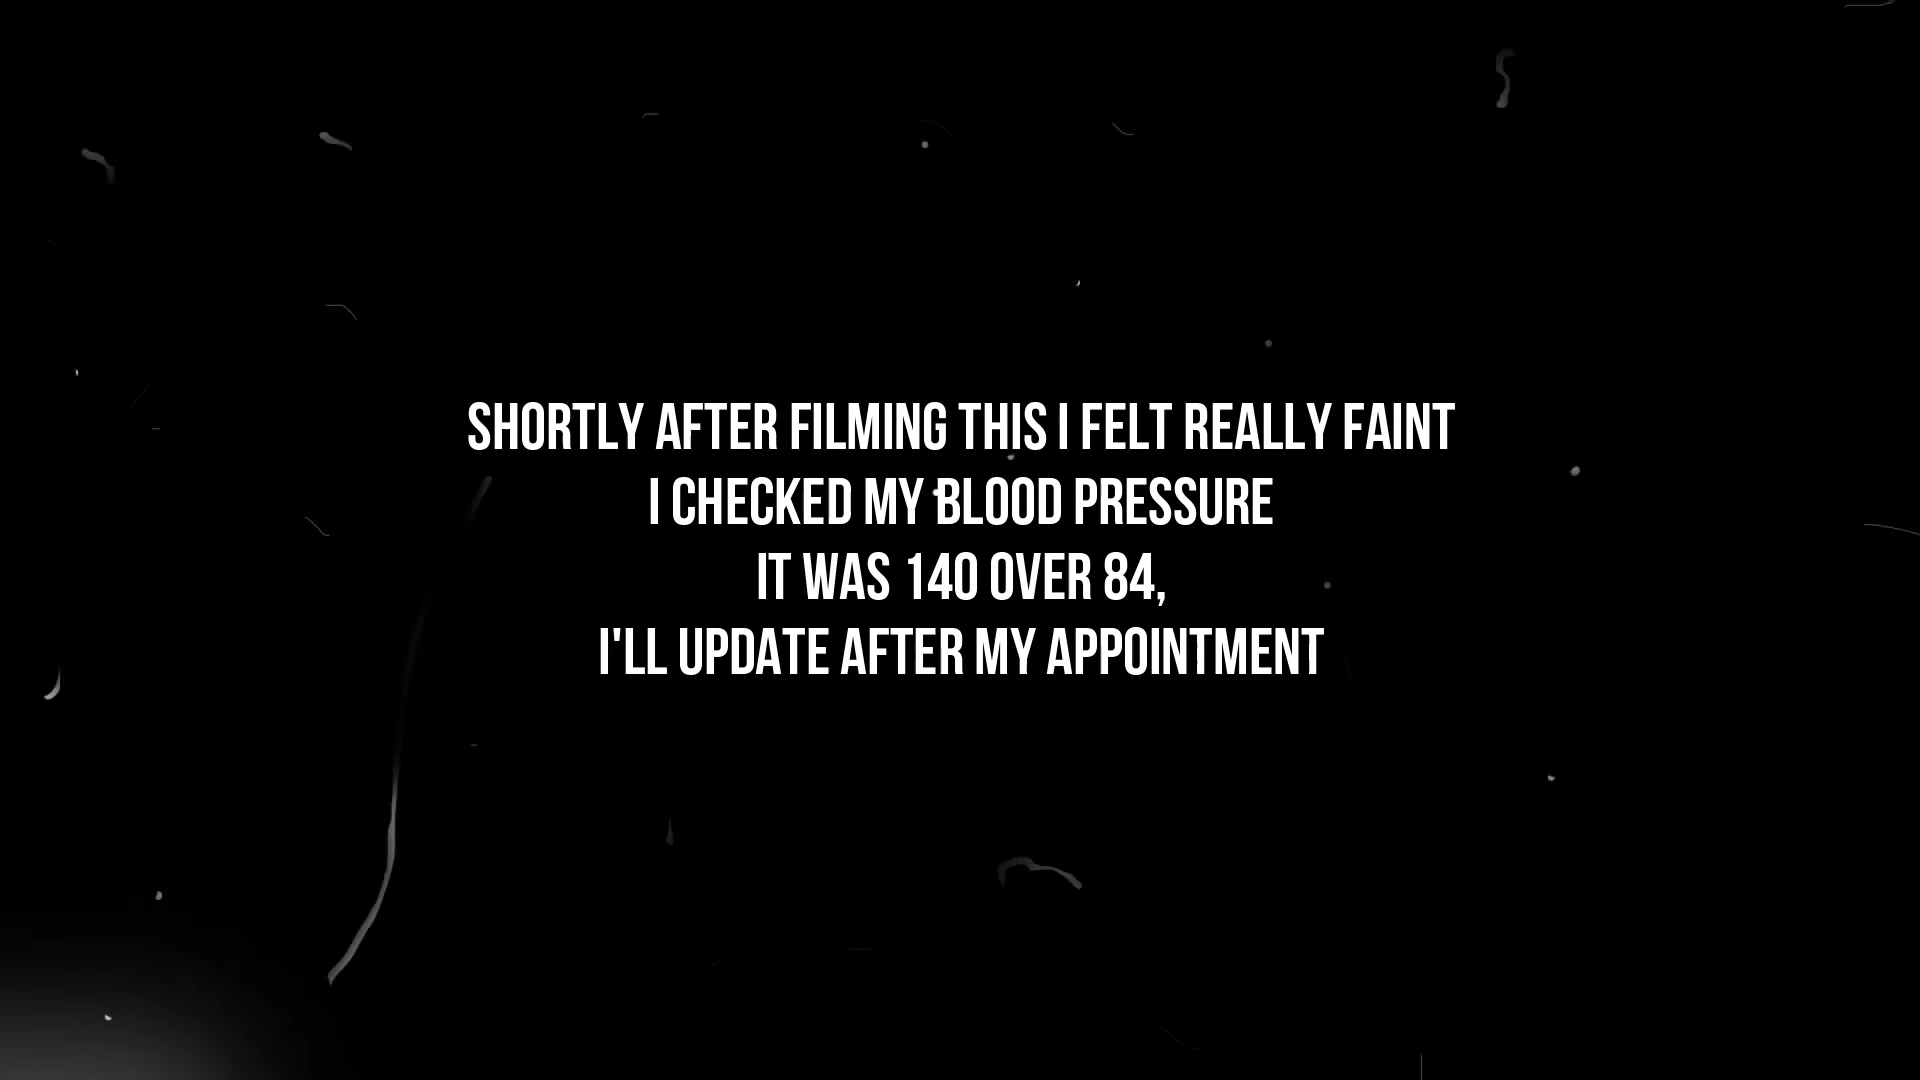 SHORTLY AFTER FILMING THIS I FELT REALLY FAINT
I CHECKED MY BLOOD PRESSURE
IT WAS 140 OVER 84,
I'LL UPDATE AFTER MY APPOINTMENT